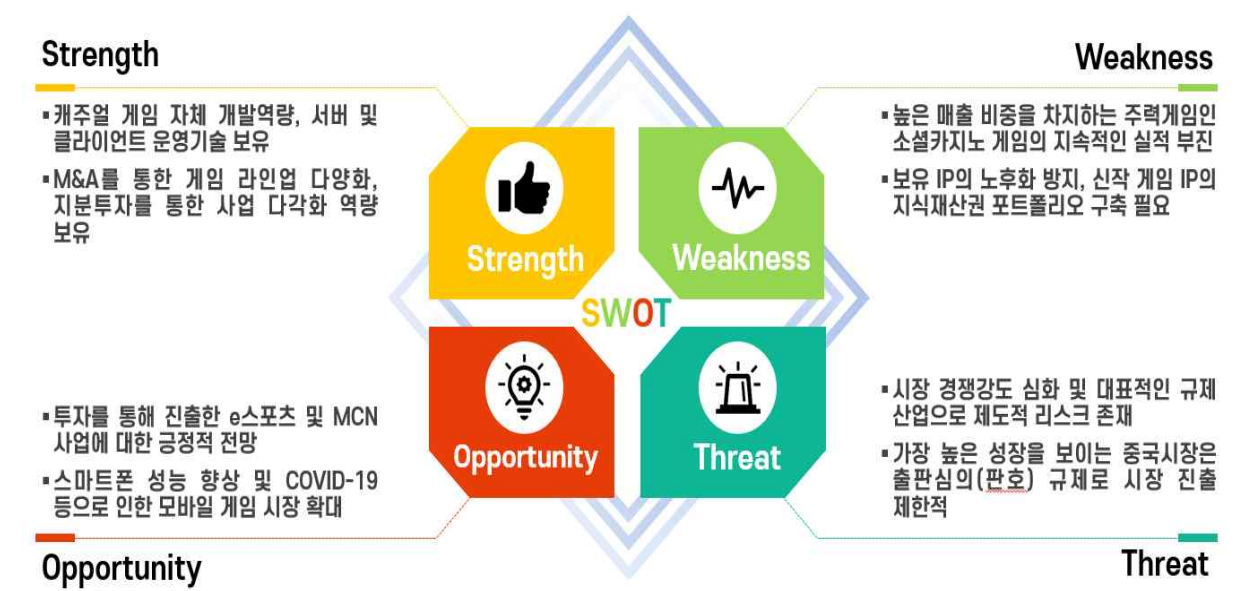 Strength
▪캐주얼 게임 자체 개발역량, 서버 및
클라이언트 운영기술 보유
▪M&A를 통한 게임 라인업 다양화,
지분투자를 통한 사업 다각화 역량
보유
Weakness
▪높은 매출 비중을 차지하는 주력게임인
소셜카지노 게임의 지속적인 실적 부진
▪보유 IP의 노후화 방지, 신작 게임 IP의
지식재산권 포트폴리오 구축 필요
Strength
Weakness
SWOT
Opportunity
Threat
▪투자를 통해 진출한 e스포츠 및 MCN
사업에 대한 긍정적 전망
▪스마트폰 성능 향상 및 COVID-19
등으로 인한 모바일 게임 시장 확대
Opportunity
▪시장 경쟁강도 심화 및 대표적인 규제
산업으로 제도적 리스크 존재
▪가장 높은 성장을 보이는 중국시장은
출판심의(판호) 규제로 시장 진출
제한적
Threat